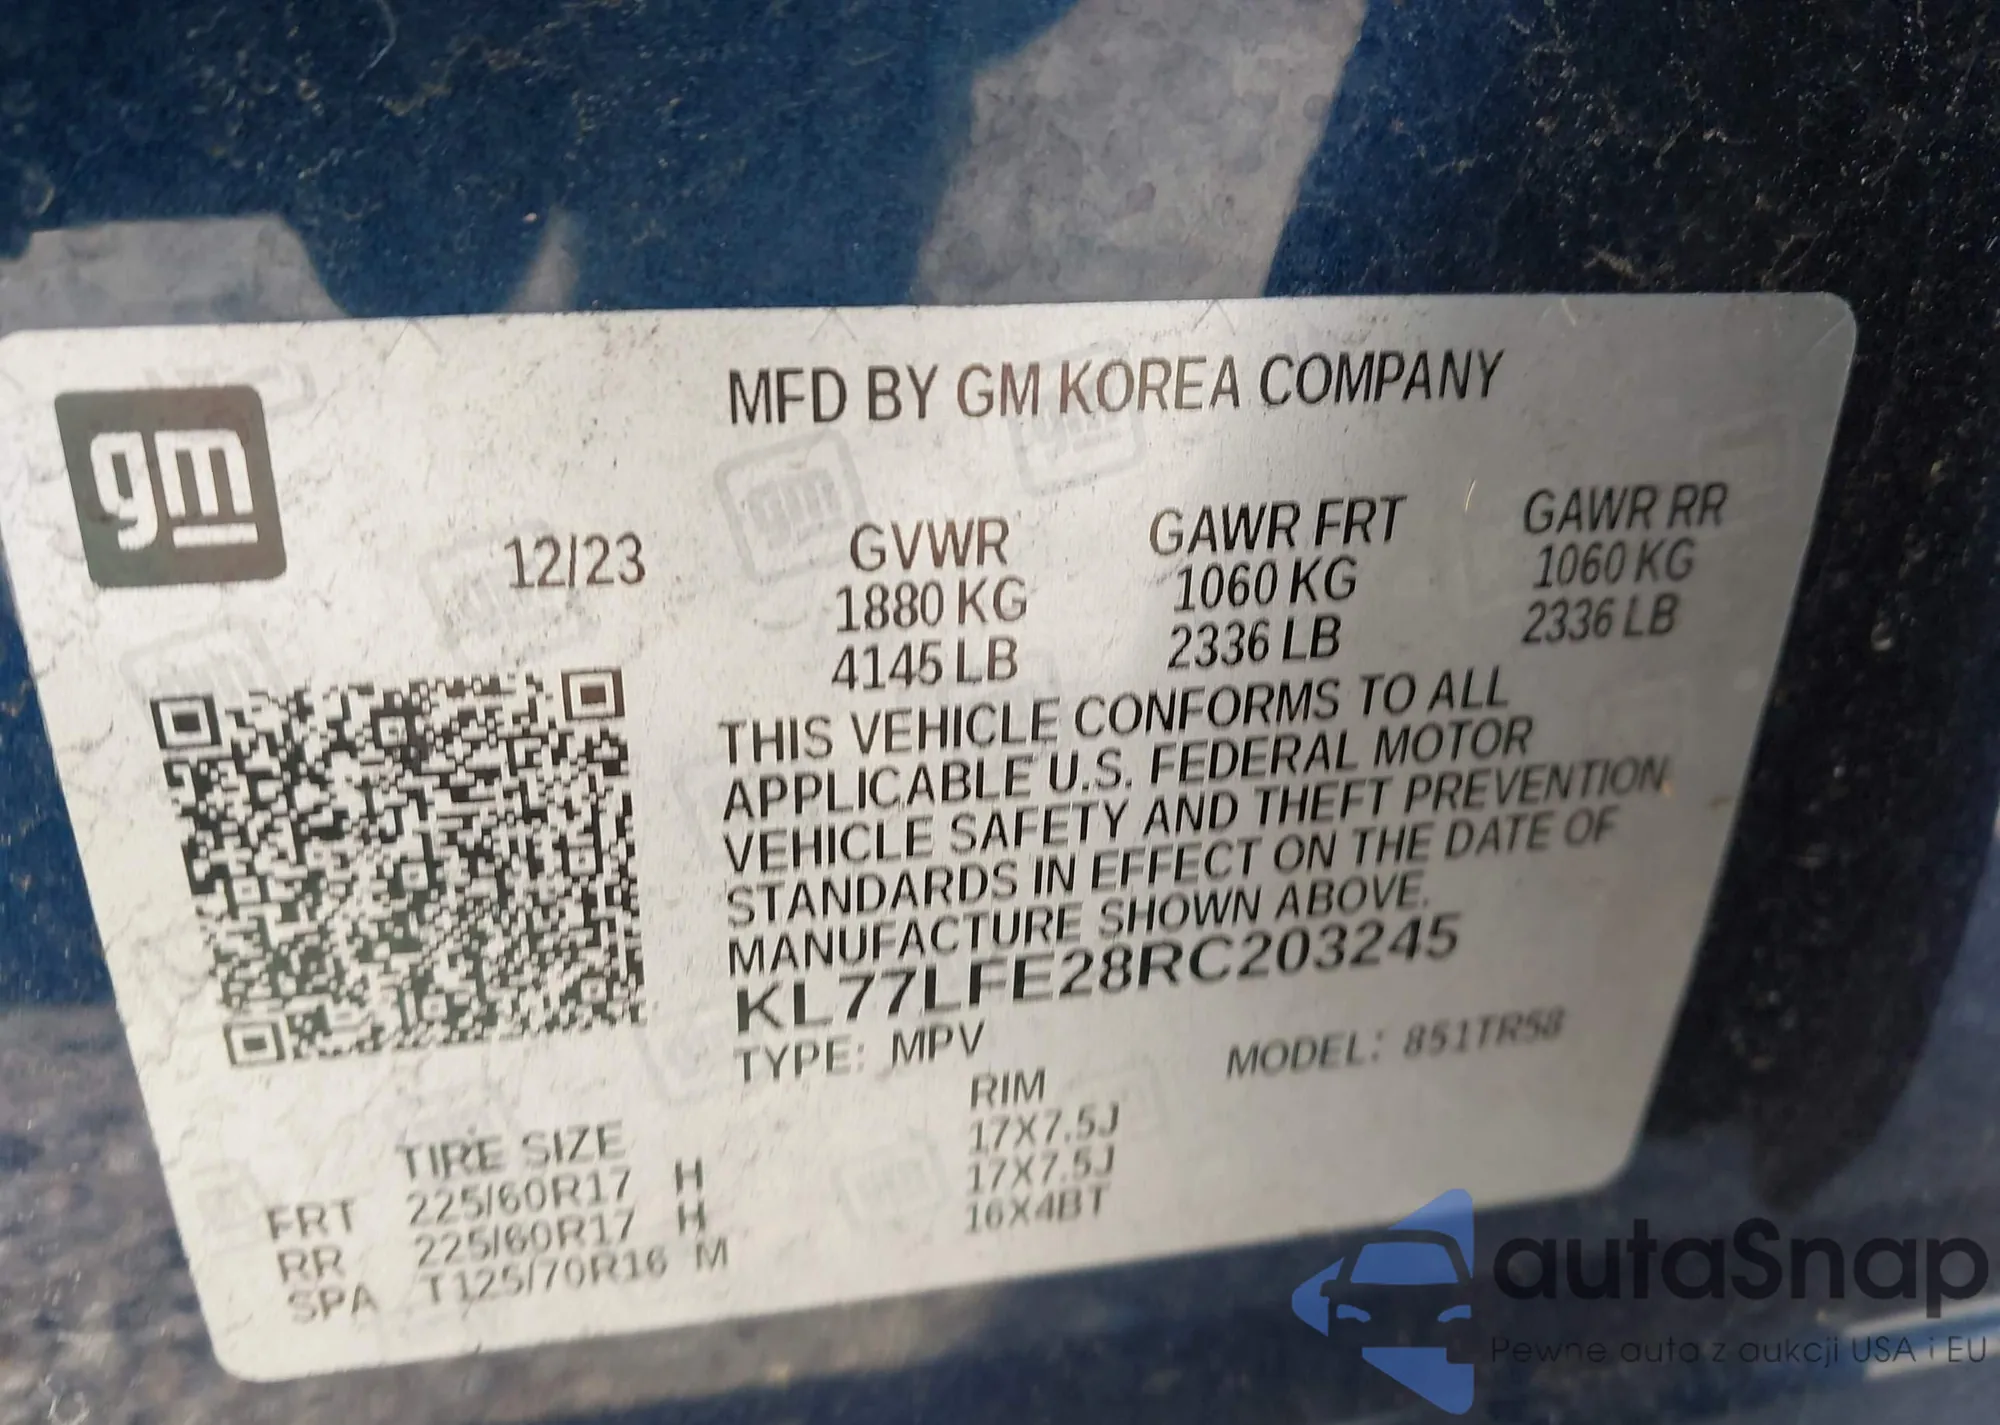 gm
MFD BY GM KOREA COMPANY
12/23
GVWR GAWR FRT GAWR RR
1880 KG 1060 KG 1060 KG
4145 LB 2336 LB 2336 LB
THIS VEHICLE CONFORMS TO ALL
APPLICABLE U.S. FEDERAL MOTOR
VEHICLE SAFETY AND THEFT PREVENTION
STANDARDS IN EFFECT ON THE DATE OF
MANUFACTURE SHOWN ABOVE.
KL77LFE28RC203245
TYPE: MPV MODEL: 851TR58
TIRE SIZE RIM
FRT 225/60R17 H 17X7.5J
RR 225/60R17 H 17X7.5J
SPA T125/70R16 M 16X4BT
autaSnap
Pewne auta z aukcji USA i EU